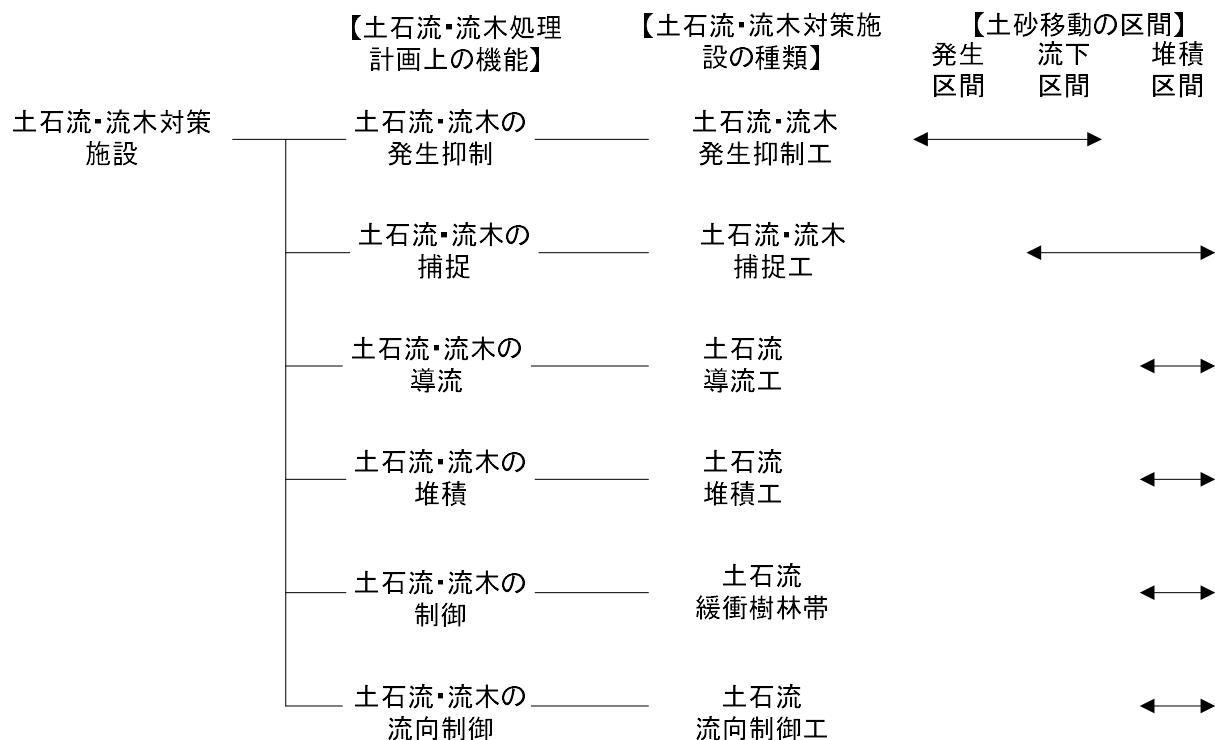 【土石流・流木処理
計画上の機能】
【土石流・流木対策施
設の種類】
【土砂移動の区間】
発生
区間
流下
区間
堆積
区間
土石流・流木対策
施設
土石流・流木の
発生抑制
土石流・流木
発生抑制工
土石流・流木の
捕捉
土石流・流木
捕捉工
土石流・流木の
導流
土石流
導流工
土石流・流木の
堆積
土石流
堆積工
土石流・流木の
制御
土石流
緩衝樹林帯
土石流・流木の
流向制御
土石流
流向制御工